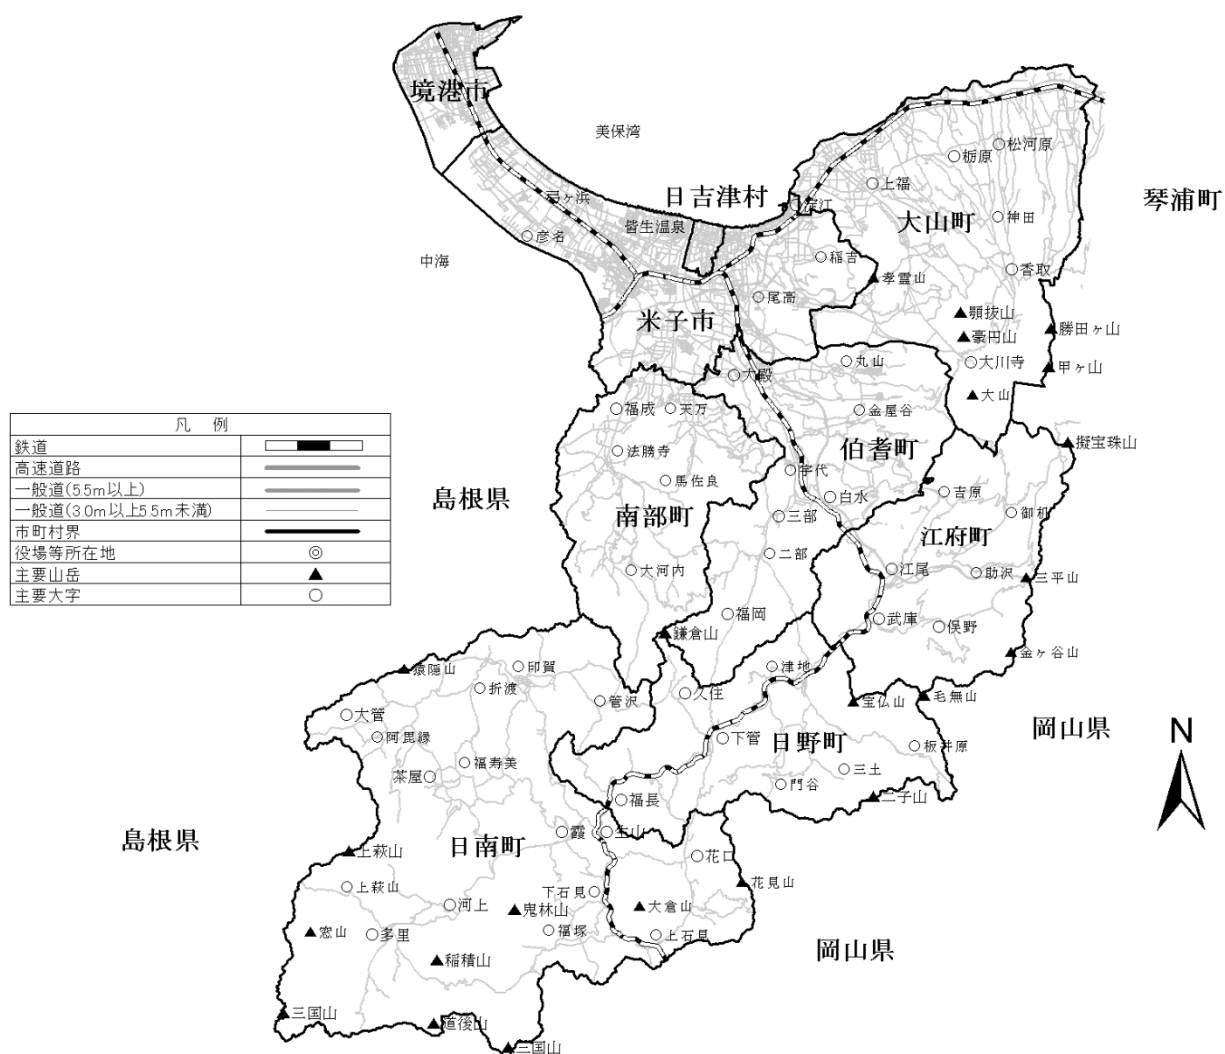 境港市
美保湾
弓ヶ浜
日吉津村
淀江
皆生温泉
彦名
中海
米子市
尾高
稲吉
上福
栃原
松河原
琴浦町
大山町
神田
香取
孝霊山
顎抜山
豪円山
勝田ヶ山
大川寺
甲ヶ山
大山
大殿
丸山
金屋谷
伯耆町
擬宝珠山
福成
天万
法勝寺
馬佐良
島根県
南部町
宇代
白水
三部
二部
吉原
御机
江府町
江尾
助沢
三平山
大河内
福岡
鎌倉山
武庫
俣野
金ヶ谷山
凡 例
鉄道
高速道路
一般道(5.5m以上)
一般道(3.0m以上5.5m未満)
市町村界
役場等所在地
主要山岳
主要大字
猿隠山
印賀
折渡
管沢
久住
津地
宝仏山
毛無山
岡山県
N
大管
阿毘縁
下管
日野町
板井原
福寿美
茶屋
三土
門谷
二子山
福長
島根県
霞
生山
日南町
花口
上萩山
花見山
上萩山
下石見
河上
鬼林山
大倉山
窓山
多里
福塚
上石見
岡山県
稲積山
三国山
道後山
三国山